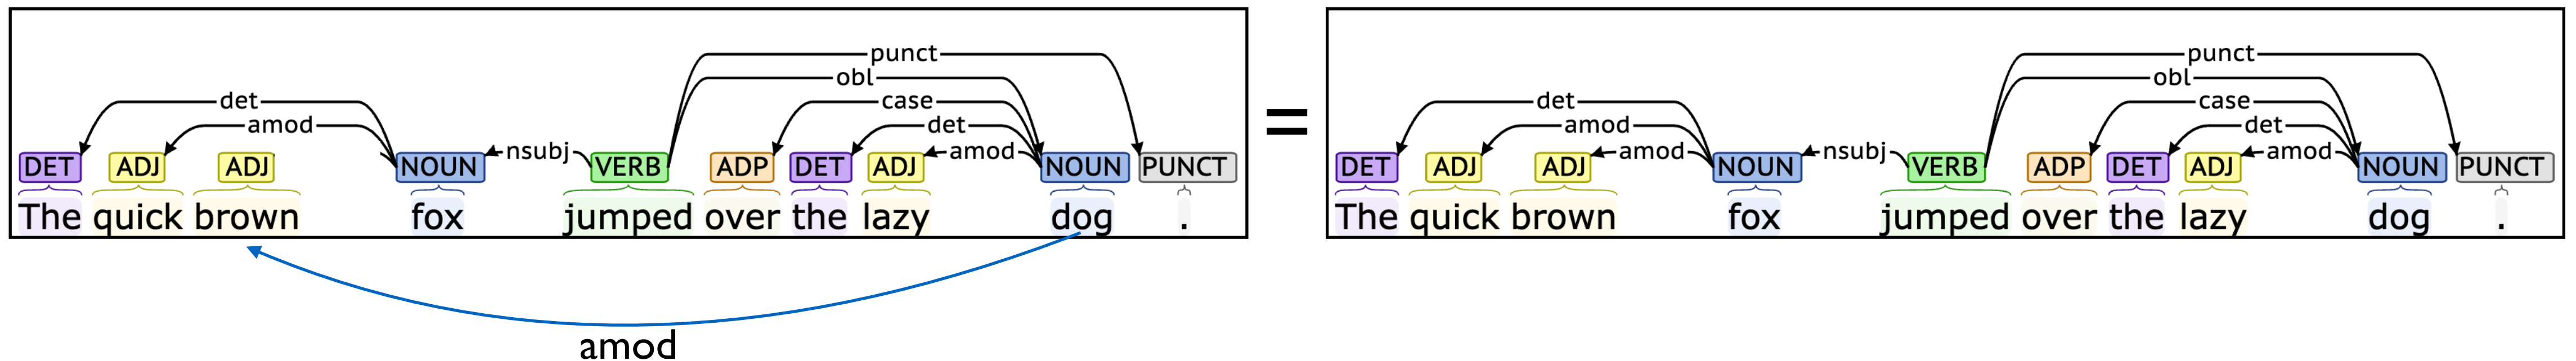 punct
obl
det case
amod det
DET ADJ ADJ NOUN nsubj VERB ADP DET ADJ amod NOUN PUNCT
The quick brown fox jumped over the lazy dog .
amod
=
punct
obl
det case
amod det
DET ADJ ADJ amod NOUN nsubj VERB ADP DET ADJ amod NOUN PUNCT
The quick brown fox jumped over the lazy dog .